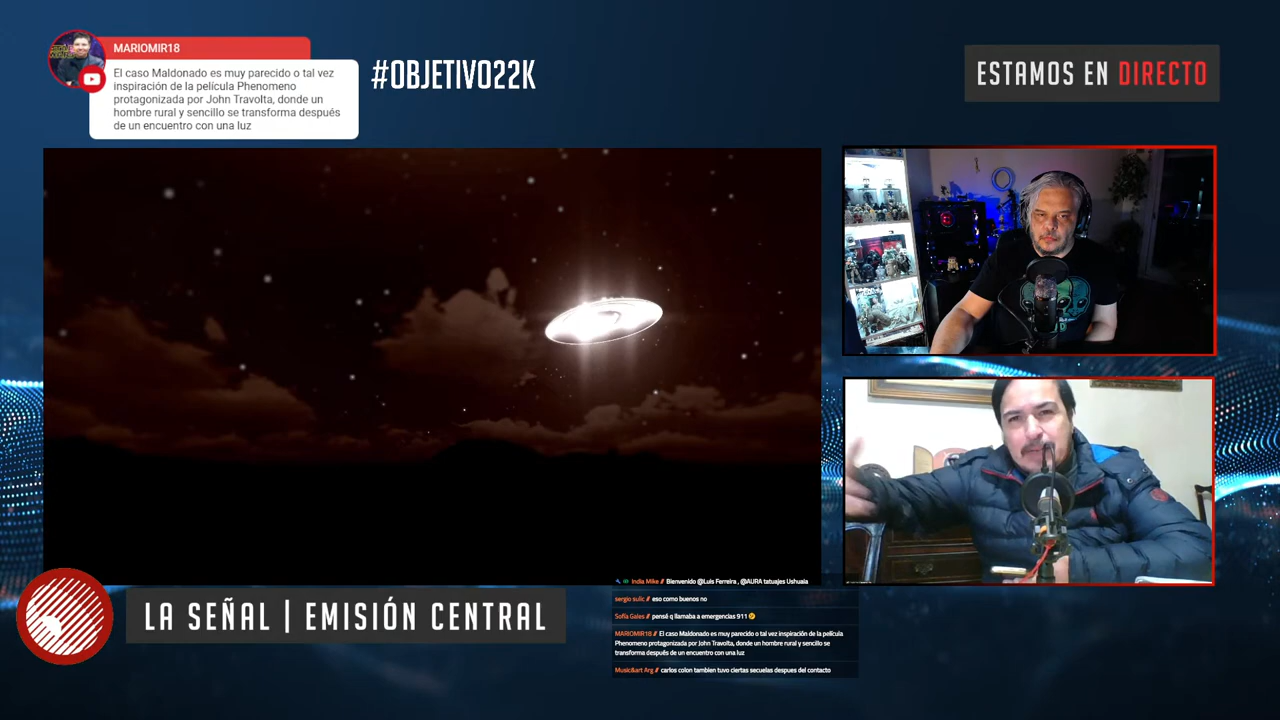 MARIOMIR18
El caso Maldonado es muy parecido o tal vez
inspiración de la película Phenomeno
protagonizada por John Travolta, donde un
hombre rural y sencillo se transforma después
de un encuentro con una luz
#OBJETIVO22K
ESTAMOS EN DIRECTO
LA SEÑAL | EMISIÓN CENTRAL
India Mike // Bienvenido @Luis Ferreira , @AURA tatuajes Ushuaia
sergio sulic // eso como buenos no
Sofía Gales // pensé q llamaba a emergencias 911
MARIOMIR18 // El caso Maldonado es muy parecido o tal vez inspiración de la película
Phenomeno protagonizada por John Travolta, donde un hombre rural y sencillo se
transforma después de un encuentro con una luz
Music&art Arg // carlos colon tambien tuvo ciertas secuelas despues del contacto